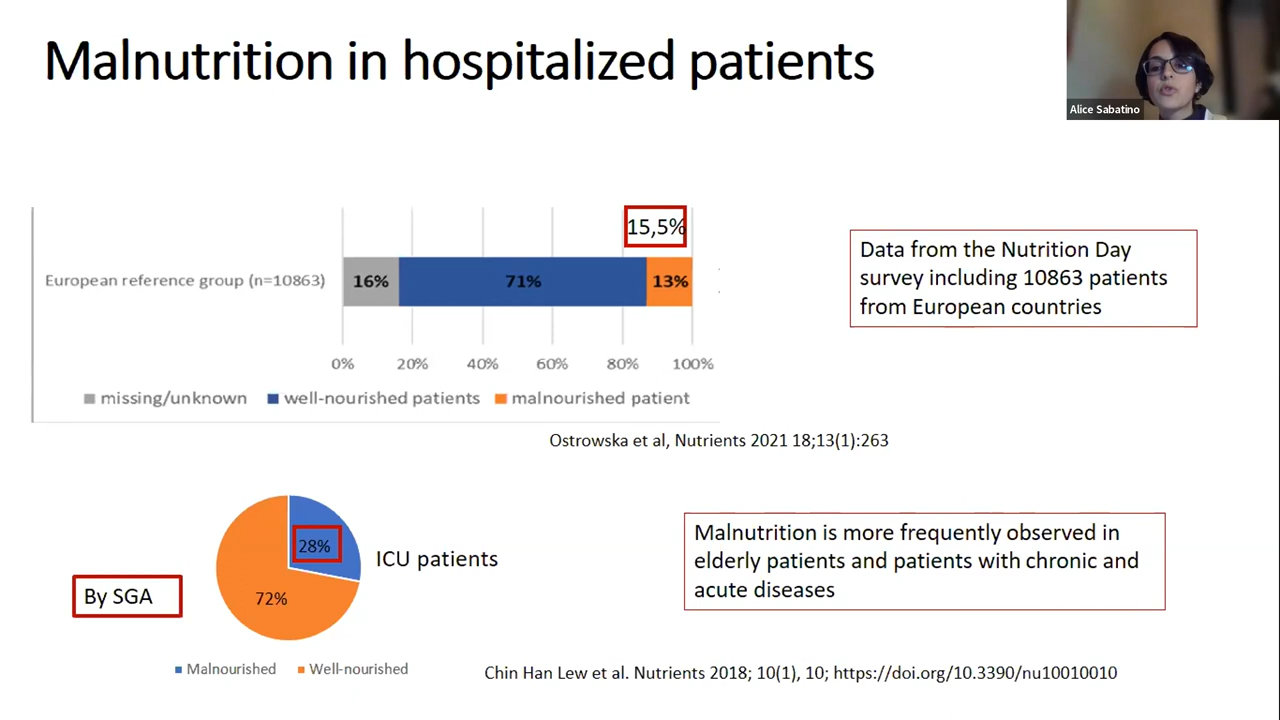 Malnutrition in hospitalized patients
Alice Sabatino
15,5%
European reference group (n=10863)
16%
71%
13%
0%
20%
40%
60%
80%
100%
missing/unknown
well-nourished patients
malnourished patient
Data from the Nutrition Day
survey including 10863 patients
from European countries
Ostrowska et al, Nutrients 2021 18;13(1):263
28%
72%
ICU patients
By SGA
Malnourished
Well-nourished
Malnutrition is more frequently observed in
elderly patients and patients with chronic and
acute diseases
Chin Han Lew et al. Nutrients 2018; 10(1), 10; https://doi.org/10.3390/nu10010010